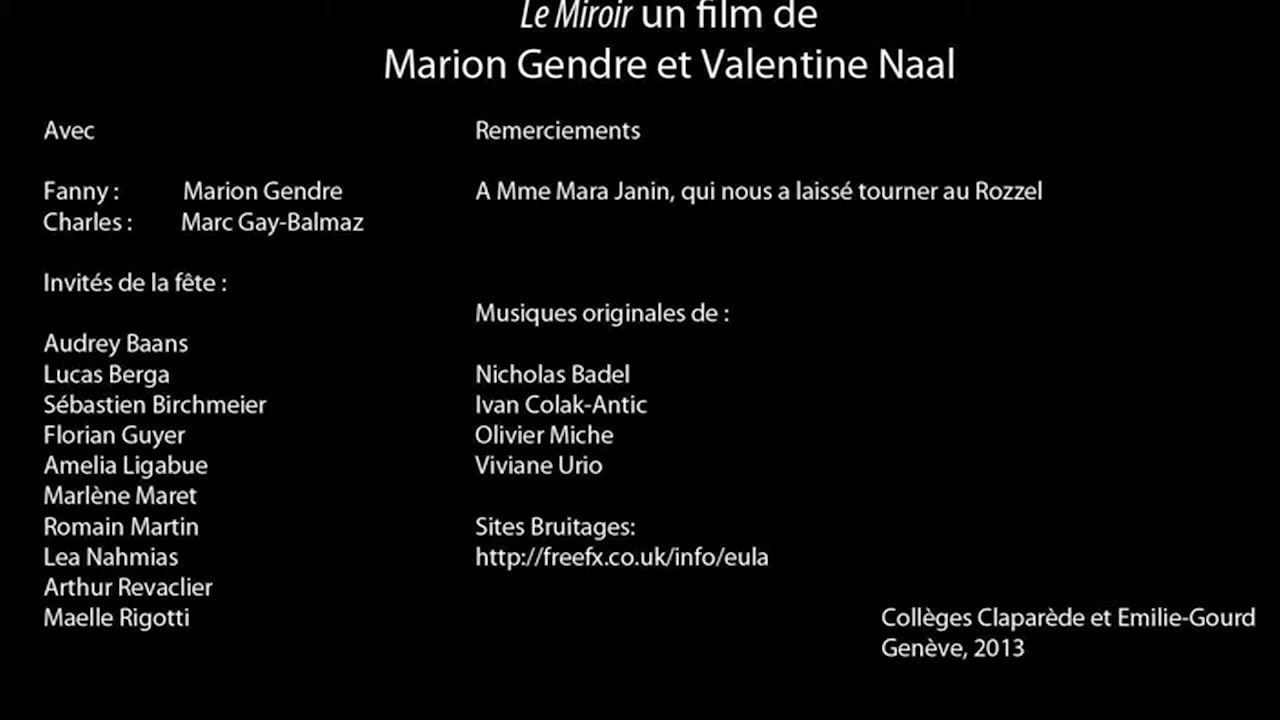 Le Miroir un film de
Marion Gendre et Valentine Naal
Avec
Fanny : Marion Gendre
Charles : Marc Gay-Balmaz
Invités de la fête :
Audrey Baans
Lucas Berga
Sébastien Birchmeier
Florian Guyer
Amelia Ligabue
Marlène Maret
Romain Martin
Lea Nahmias
Arthur Revaclier
Maelle Rigotti
Remerciements
A Mme Mara Janin, qui nous a laissé tourner au Rozzel
Musiques originales de :
Nicholas Badel
Ivan Colak-Antic
Olivier Miche
Viviane Urio
Sites Bruitages:
http://freefx.co.uk/info/eula
Collèges Claparède et Emilie-Gourd
Genève, 2013